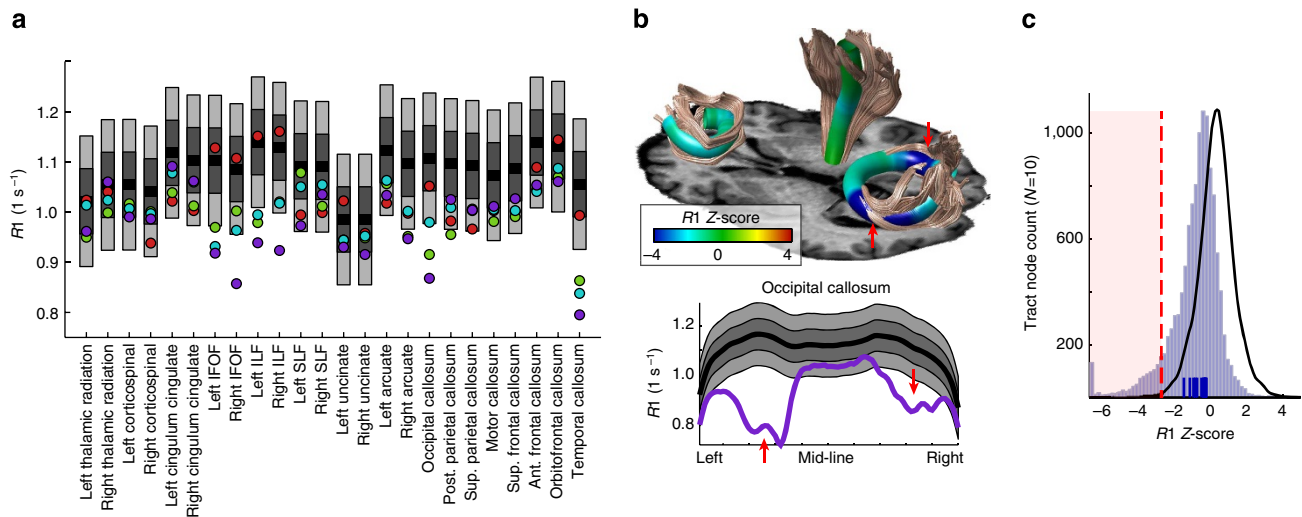 a
R1 (1 s⁻¹)
1.2
1.1
1.0
0.9
0.8
Left thalamic radiation
Right thalamic radiation
Left corticospinal
Right corticospinal
Left cingulum cingulate
Right cingulum cingulate
Left IFOF
Right IFOF
Left ILF
Right ILF
Left SLF
Right SLF
Left uncinate
Right uncinate
Left arcuate
Right arcuate
Occipital callosum
Post. parietal callosum
Sup. parietal callosum
Motor callosum
Sup. frontal callosum
Ant. frontal callosum
Orbitofrontal callosum
Temporal callosum
b
R1 Z-score
−4 0 4
Occipital callosum
R1 (1 s⁻¹)
1.2
1.0
0.8
Left Mid-line Right
c
Tract node count (N=10)
1,000
600
200
−6 −4 −2 0 2 4
R1 Z-score